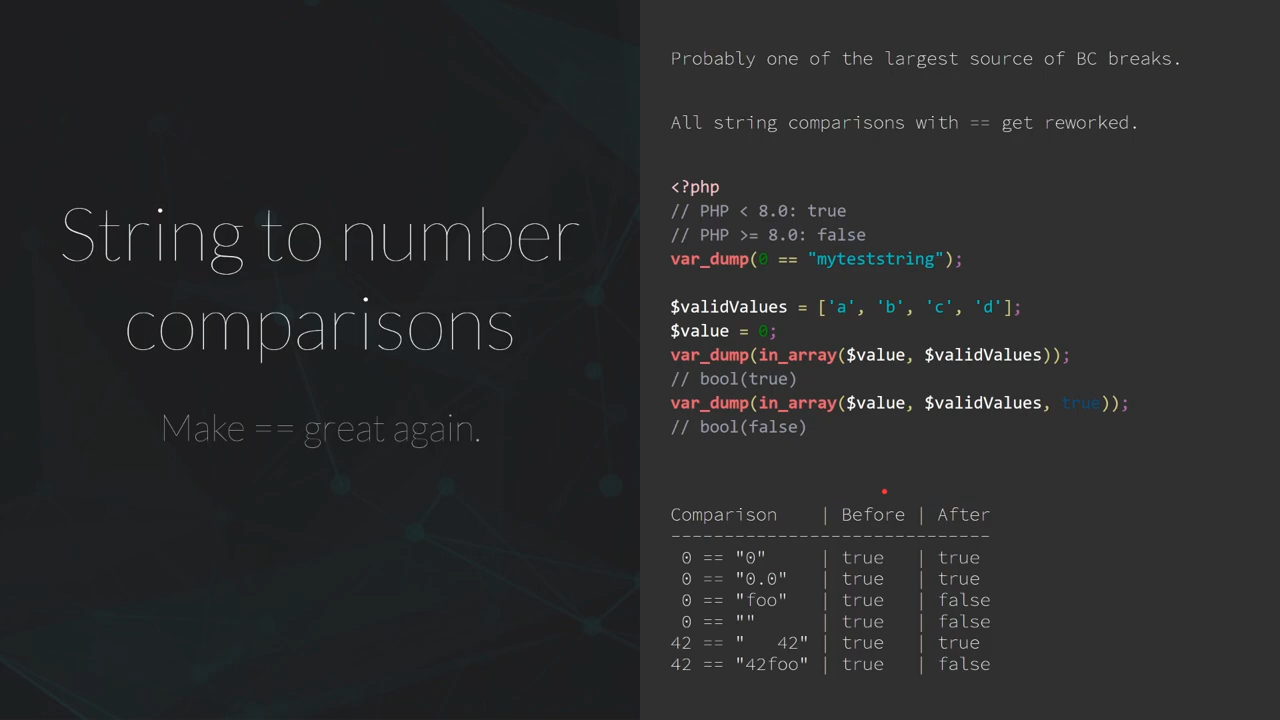 String to number
comparisons
Make == great again.
Probably one of the largest source of BC breaks.
All string comparisons with == get reworked.
<?php
// PHP < 8.0: true
// PHP >= 8.0: false
var_dump(0 == "myteststring");
$validValues = ['a', 'b', 'c', 'd'];
$value = 0;
var_dump(in_array($value, $validValues));
// bool(true)
var_dump(in_array($value, $validValues, true));
// bool(false)
Comparison    | Before | After
------------------------------
 0 == "0"     | true   | true
 0 == "0.0"   | true   | true
 0 == "foo"   | true   | false
 0 == ""      | true   | false
42 == "   42" | true   | true
42 == "42foo" | true   | false